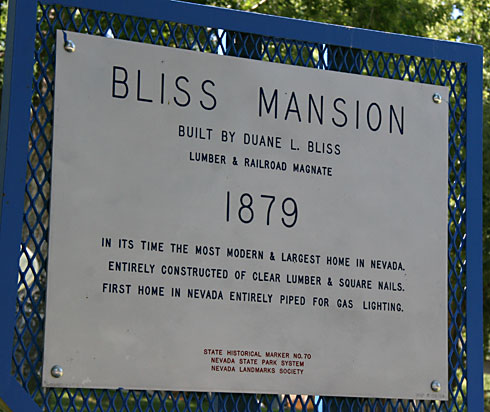 BLISS MANSION
BUILT BY DUANE L. BLISS
LUMBER & RAILROAD MAGNATE
1879
IN ITS TIME THE MOST MODERN & LARGEST HOME IN NEVADA.
ENTIRELY CONSTRUCTED OF CLEAR LUMBER & SQUARE NAILS.
FIRST HOME IN NEVADA ENTIRELY PIPED FOR GAS LIGHTING.
STATE HISTORICAL MARKER NO. 70
NEVADA STATE PARK SYSTEM
NEVADA LANDMARKS SOCIETY